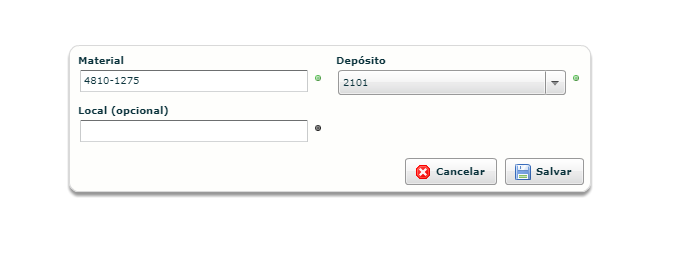 Material
Depósito
4810-1275
2101
Local (opcional)
Cancelar
Salvar